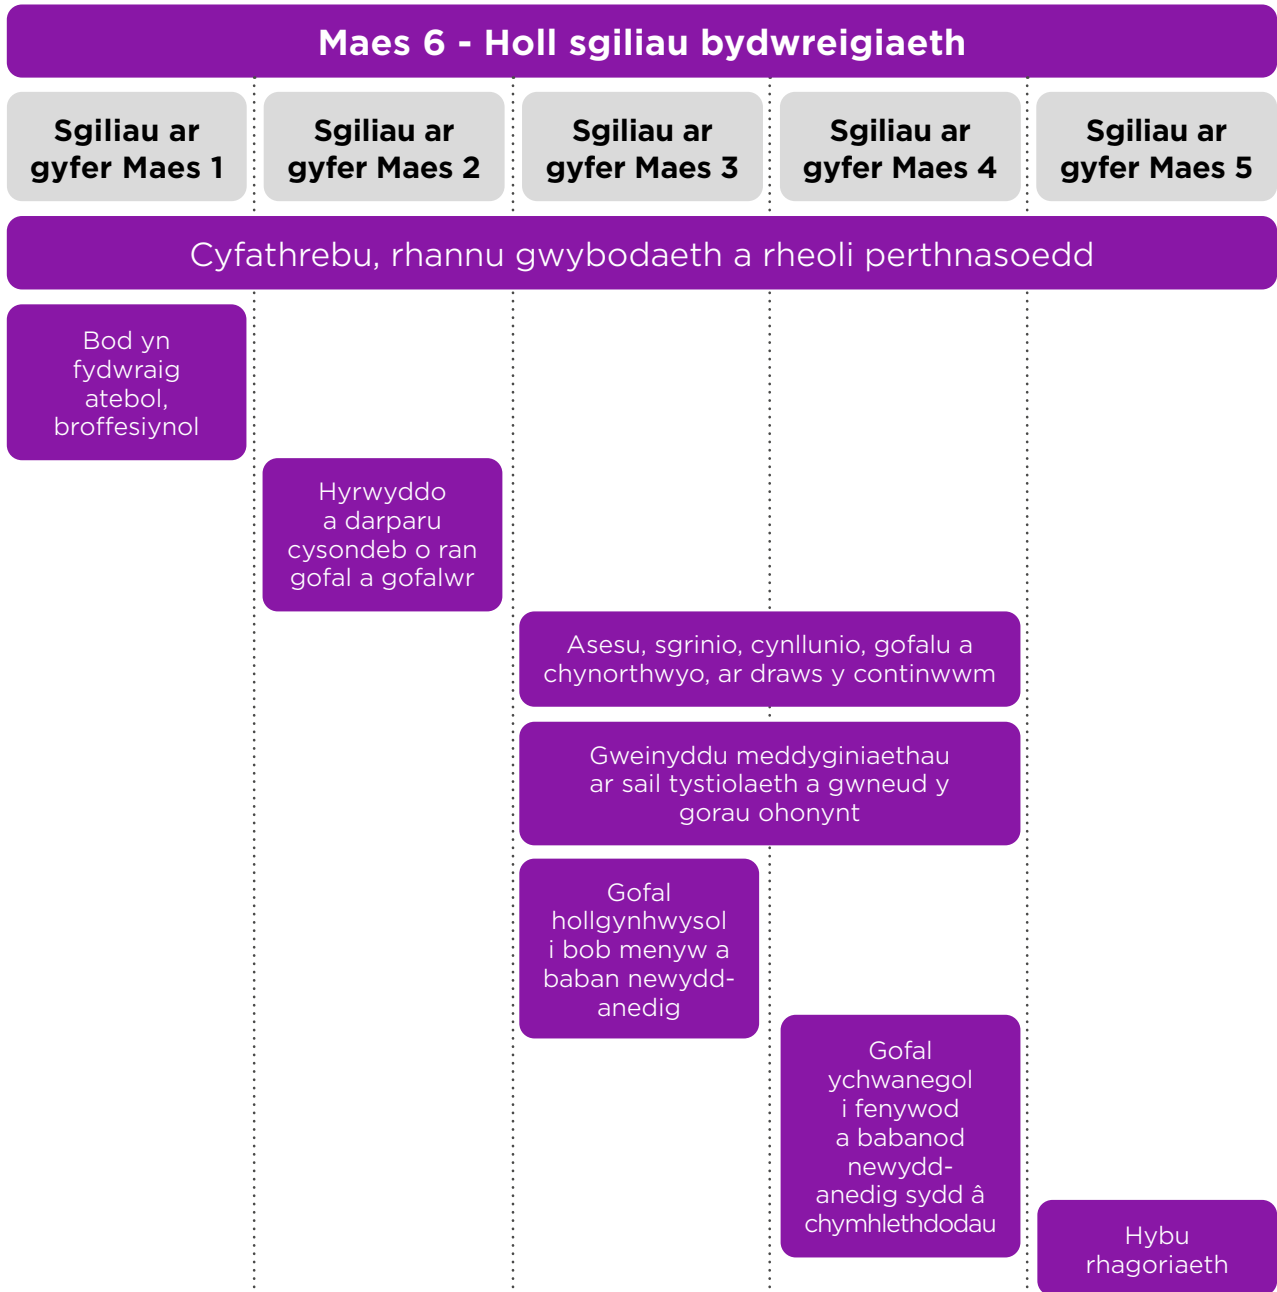 Maes 6 - Holl sgiliau bydwreigiaeth
Sgiliau ar
gyfer Maes 1
Sgiliau ar
gyfer Maes 2
Sgiliau ar
gyfer Maes 3
Sgiliau ar
gyfer Maes 4
Sgiliau ar
gyfer Maes 5
Cyfathrebu, rhannu gwybodaeth a rheoli perthnasoedd
Bod yn
fydwraig
atebol,
broffesiynol
Hyrwyddo
a darparu
cysondeb o ran
gofal a gofalwr
Asesu, sgrinio, cynllunio, gofalu a
chynorthwyo, ar draws y continwwm
Gweinyddu meddyginiaethau
ar sail tystiolaeth a gwneud y
gorau ohonynt
Gofal
hollgynhwysol
i bob menyw a
baban newydd-
anedig
Gofal
ychwanegol
i fenywod
a babanod
newydd-
anedig sydd â
chymhlethdodau
Hybu
rhagoriaeth